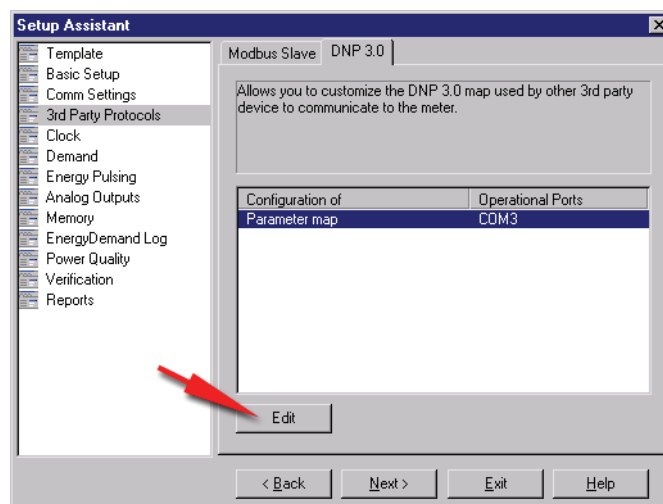 Setup Assistant
Template
Basic Setup
Comm Settings
3rd Party Protocols
Clock
Demand
Energy Pulsing
Analog Outputs
Memory
EnergyDemand Log
Power Quality
Verification
Reports
Modbus Slave DNP 3.0
Allows you to customize the DNP 3.0 map used by other 3rd party
device to communicate to the meter.
Configuration of Operational Ports
Parameter map COM3
Edit
< Back Next > Exit Help